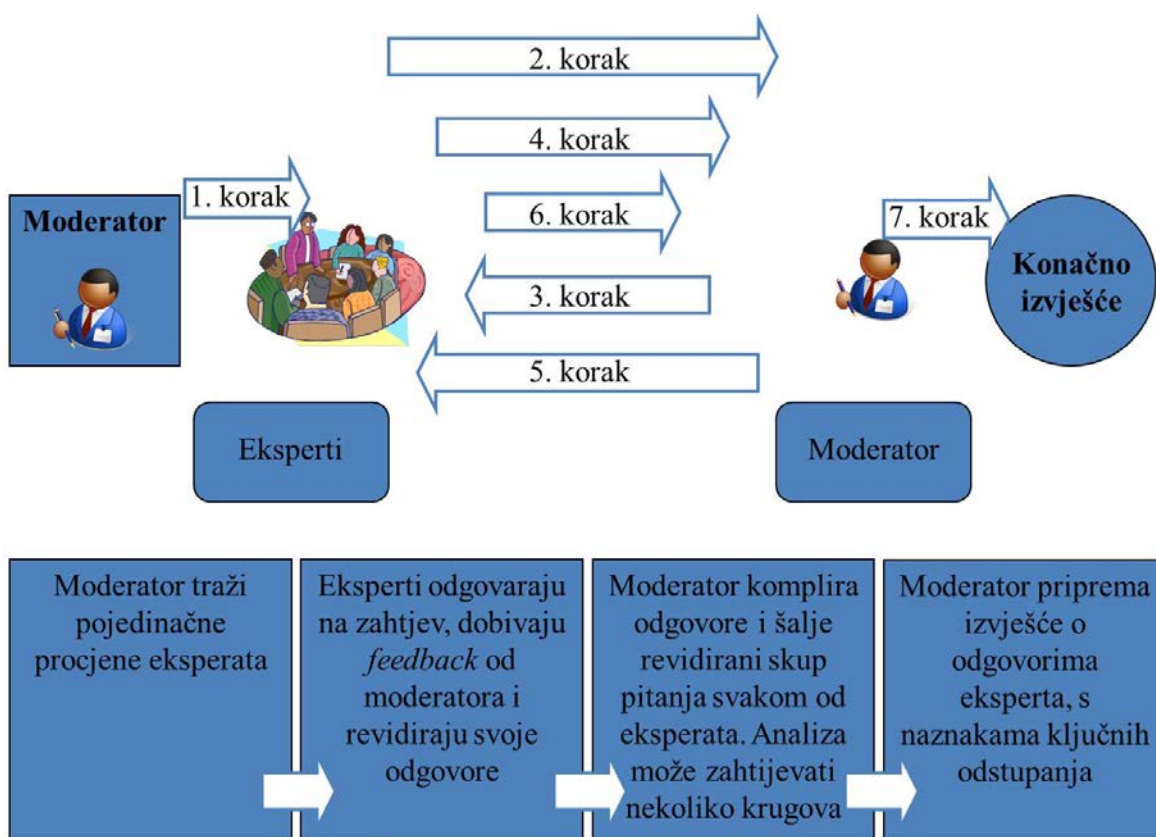 2. korak
4. korak
1. korak
6. korak
7. korak
Moderator
3. korak
Konačno
izvješće
5. korak
Eksperti
Moderator
Moderator traži
pojedinačne
procjene eksperata
Eksperti odgovaraju
na zahtjev, dobivaju
feedback od
moderatora i
revidiraju svoje
odgovore
Moderator komplira
odgovore i šalje
revidirani skup
pitanja svakom od
eksperata. Analiza
može zahtijevati
nekoliko krugova
Moderator priprema
izvješće o
odgovorima
eksperta, s
naznakama ključnih
odstupanja